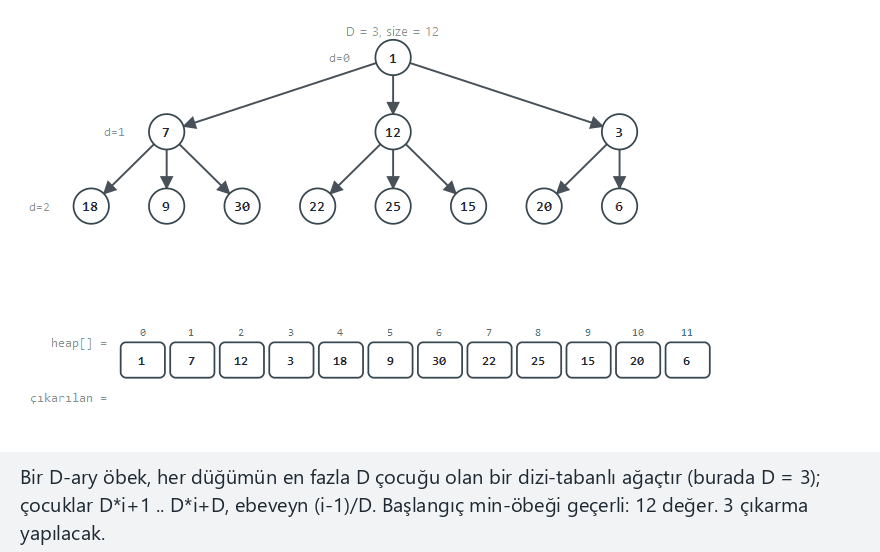 D = 3, size = 12
d=0 1
d=1 7 12 3
d=2 18 9 30 22 25 15 20 6
0 1 2 3 4 5 6 7 8 9 10 11
heap[] = 1 7 12 3 18 9 30 22 25 15 20 6
çıkarılan =
Bir D-ary öbek, her düğümün en fazla D çocuğu olan bir dizi-tabanlı ağaçtır (burada D = 3);
çocuklar D*i+1 .. D*i+D, ebeveyn (i-1)/D. Başlangıç min-öbeği geçerli: 12 değer. 3 çıkarma
yapılacak.